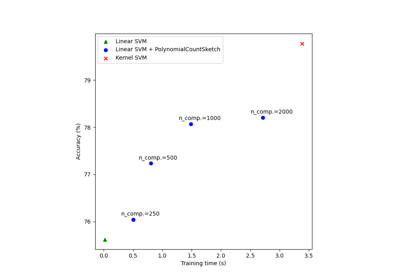 Linear SVM
Linear SVM + PolynomialCountSketch
Kernel SVM
79
n_comp.=2000
n_comp.=1000
78
n_comp.=500
77
n_comp.=250
76
Accuracy (%)
0.0 0.5 1.0 1.5 2.0 2.5 3.0 3.5
Training time (s)